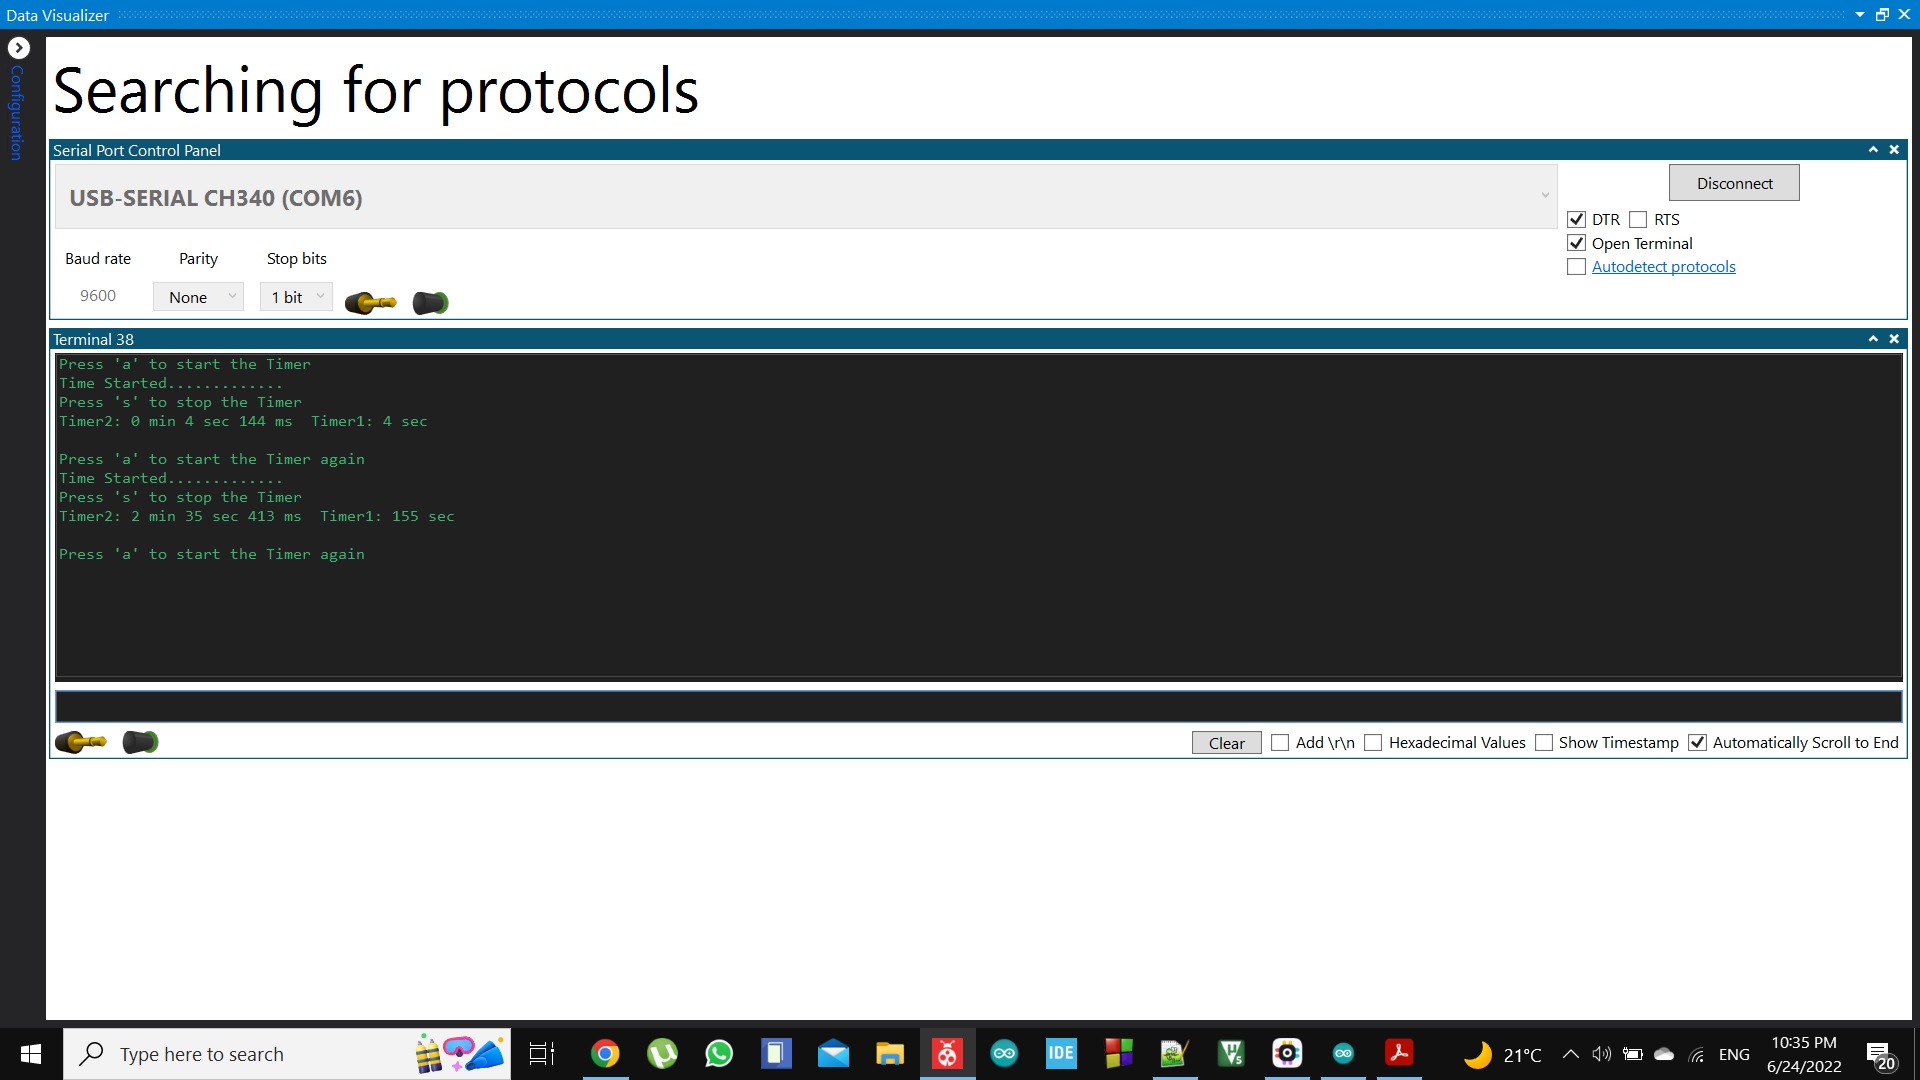 Data Visualizer
Configuration
Searching for protocols
Serial Port Control Panel
USB-SERIAL CH340 (COM6)
Disconnect
DTR RTS
Open Terminal
Autodetect protocols
Baud rate Parity Stop bits
9600 None 1 bit
Terminal 38
Press 'a' to start the Timer
Time Started.............
Press 's' to stop the Timer
Timer2: 0 min 4 sec 144 ms  Timer1: 4 sec
Press 'a' to start the Timer again
Time Started.............
Press 's' to stop the Timer
Timer2: 2 min 35 sec 413 ms  Timer1: 155 sec
Press 'a' to start the Timer again
Clear Add \r\n Hexadecimal Values Show Timestamp Automatically Scroll to End
Type here to search
IDE
21°C
ENG
10:35 PM
6/24/2022
20